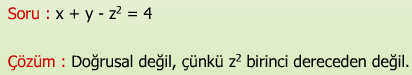 Soru : x + y - z² = 4
Çözüm : Doğrusal değil, çünkü z² birinci dereceden değil.